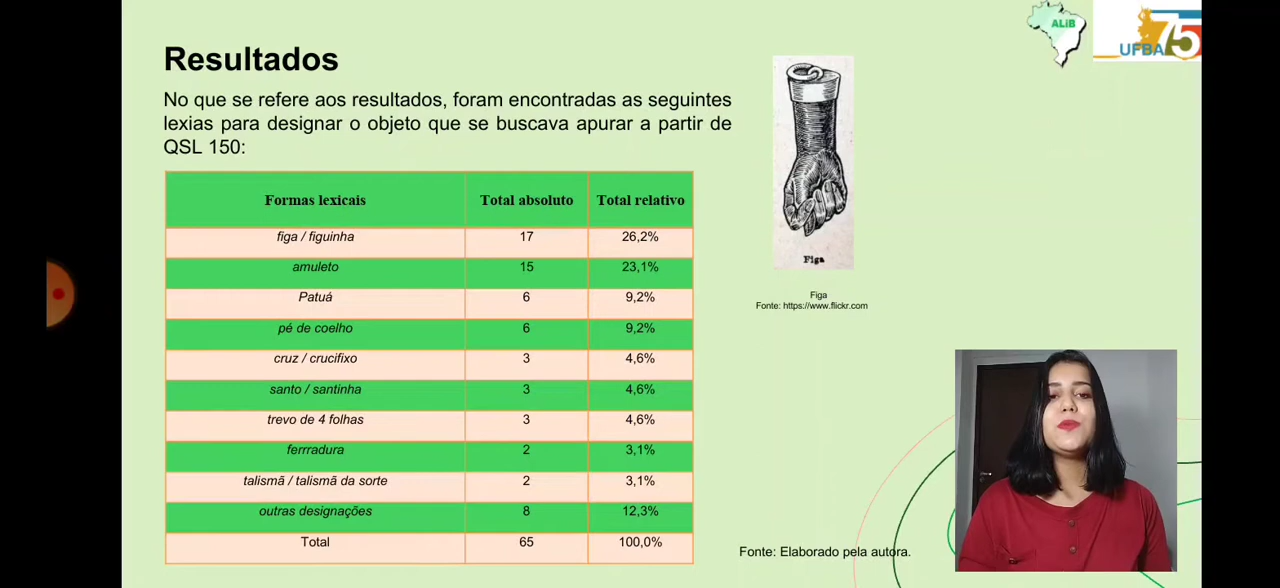 ALiB
75
UFBA
Resultados
No que se refere aos resultados, foram encontradas as seguintes
lexias para designar o objeto que se buscava apurar a partir de
QSL 150:
Formas lexicais Total absoluto Total relativo
figa / figuinha 17 26,2%
amuleto 15 23,1%
Patuá 6 9,2%
pé de coelho 6 9,2%
cruz / crucifixo 3 4,6%
santo / santinha 3 4,6%
trevo de 4 folhas 3 4,6%
ferrradura 2 3,1%
talismã / talismã da sorte 2 3,1%
outras designações 8 12,3%
Total 65 100,0%
Figa
Figa
Fonte: https://www.flickr.com
Fonte: Elaborado pela autora.